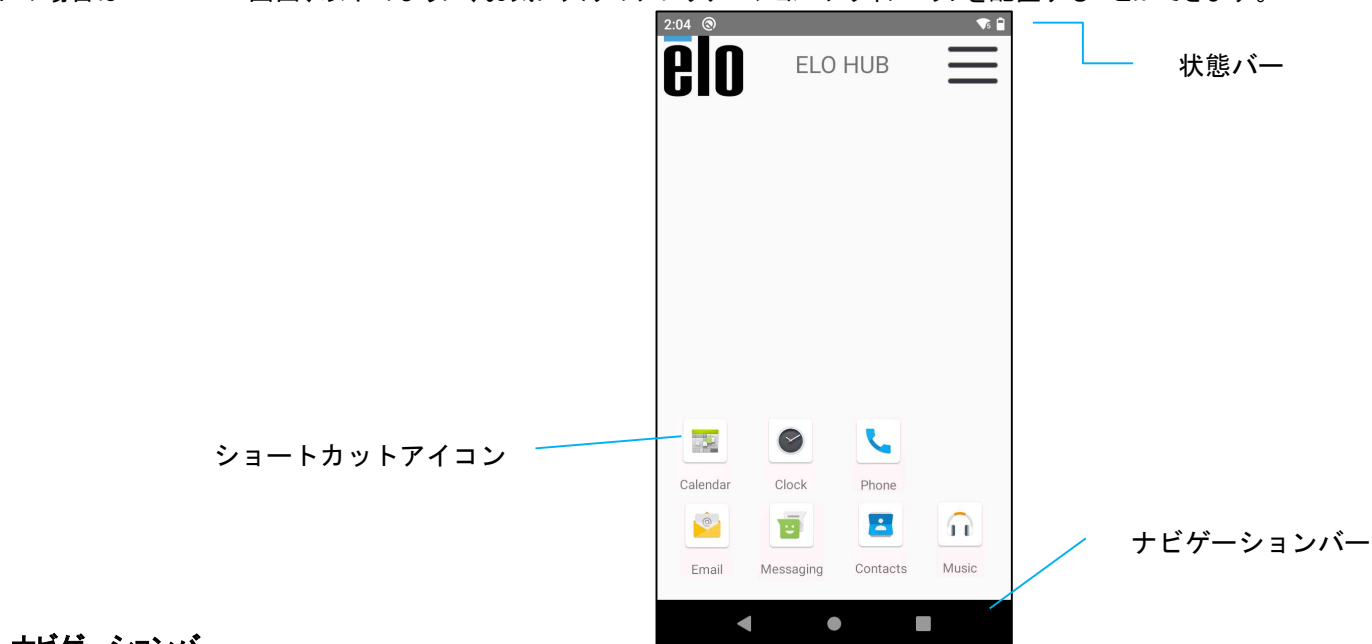 2:04
elo
ELO HUB
状態バー
ショートカットアイコン
Calendar
Clock
Phone
Email
Messaging
Contacts
Music
ナビゲーションバー